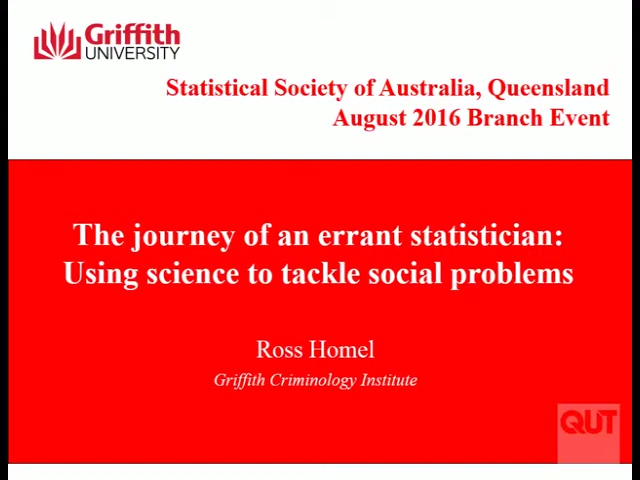 Griffith
UNIVERSITY
Statistical Society of Australia, Queensland
August 2016 Branch Event
The journey of an errant statistician:
Using science to tackle social problems
Ross Homel
Griffith Criminology Institute
QUT